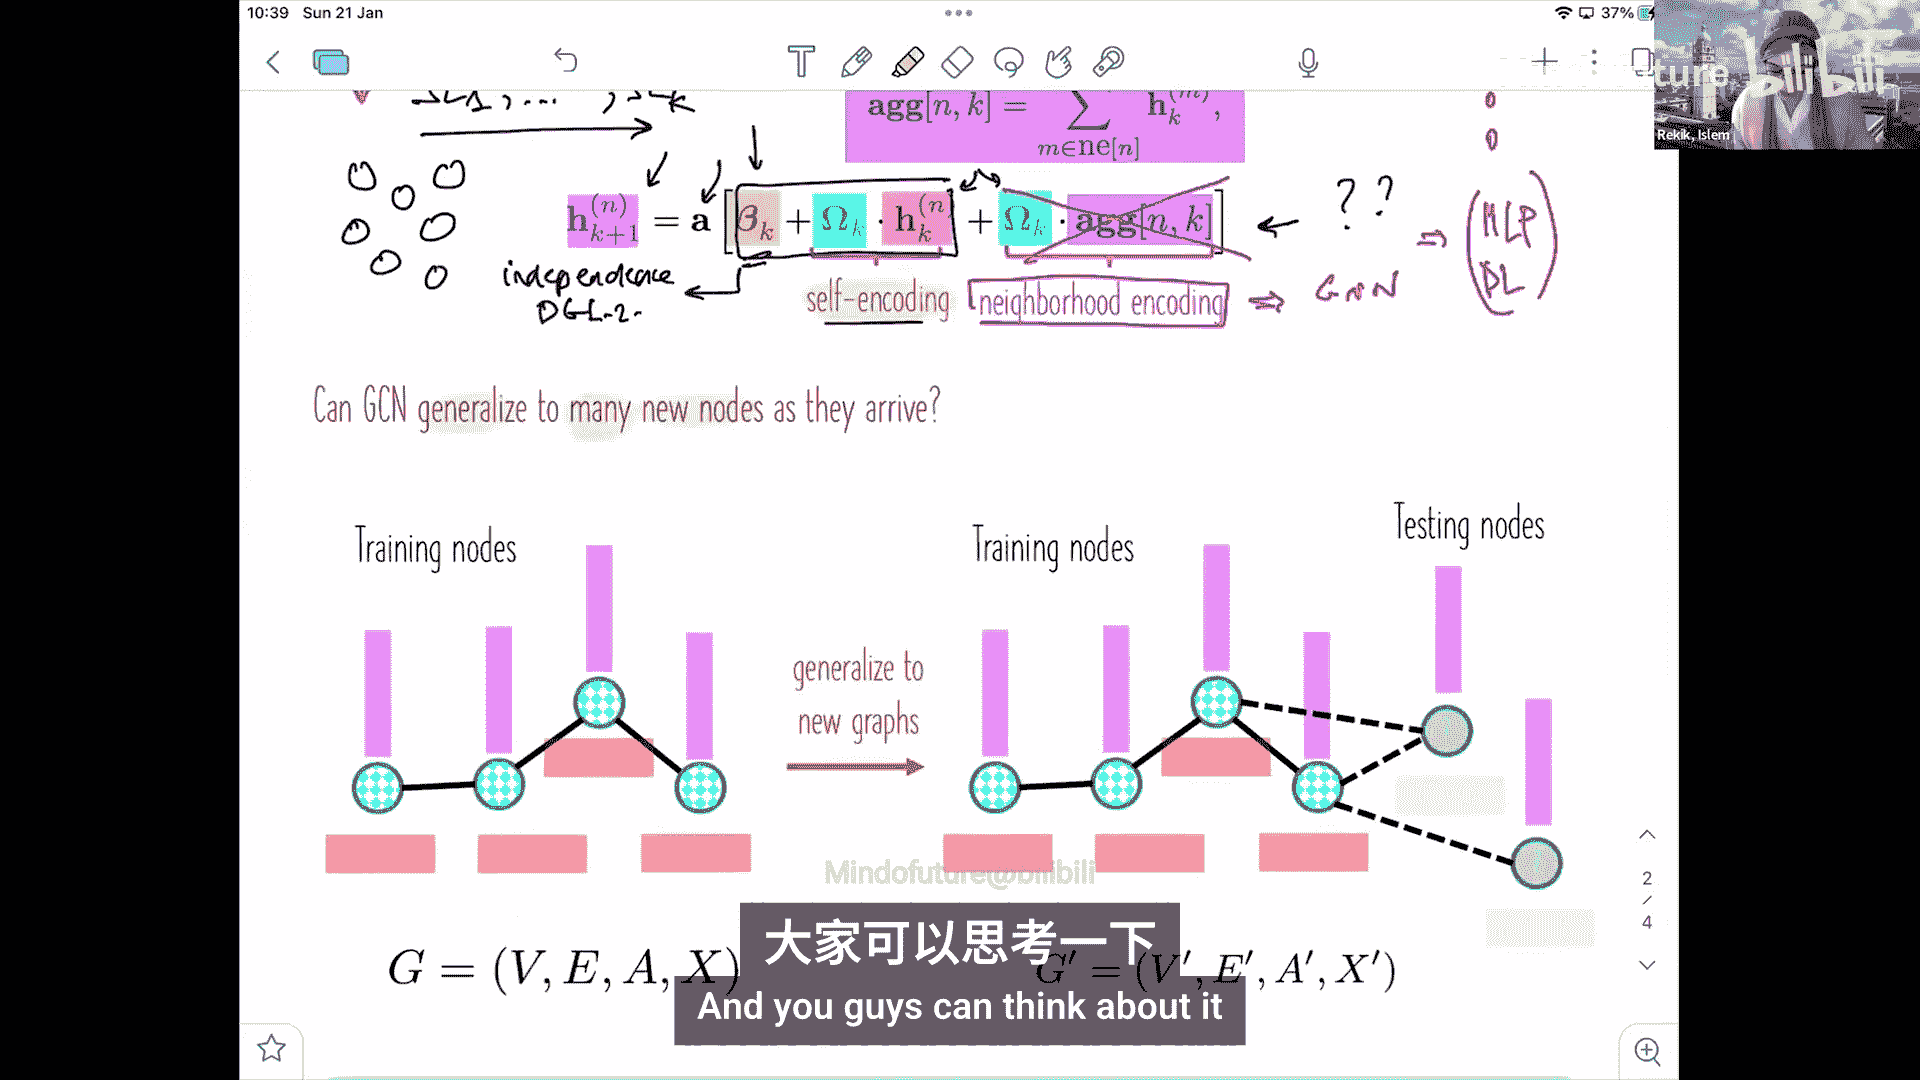 10:39 Sun 21 Jan
37%
bilibili
Rekik, Islem
agg[n, k] = ∑ h_k^{(m)},
m∈ne[n]
h_{k+1}^{(n)} = a [β_k + Ω_k · h_k^{(n)} + Ω_k · agg[n, k]]
? ?
independence
DGL.2.
self-encoding
neighborhood encoding
GNN
MLP
DL
Can GCN generalize to many new nodes as they arrive?
Training nodes
Training nodes
Testing nodes
generalize to
new graphs
Mindofuture@bilibili
2
4
G = (V, E, A, X)
G' = (V', E', A', X')
大家可以思考一下
And you guys can think about it